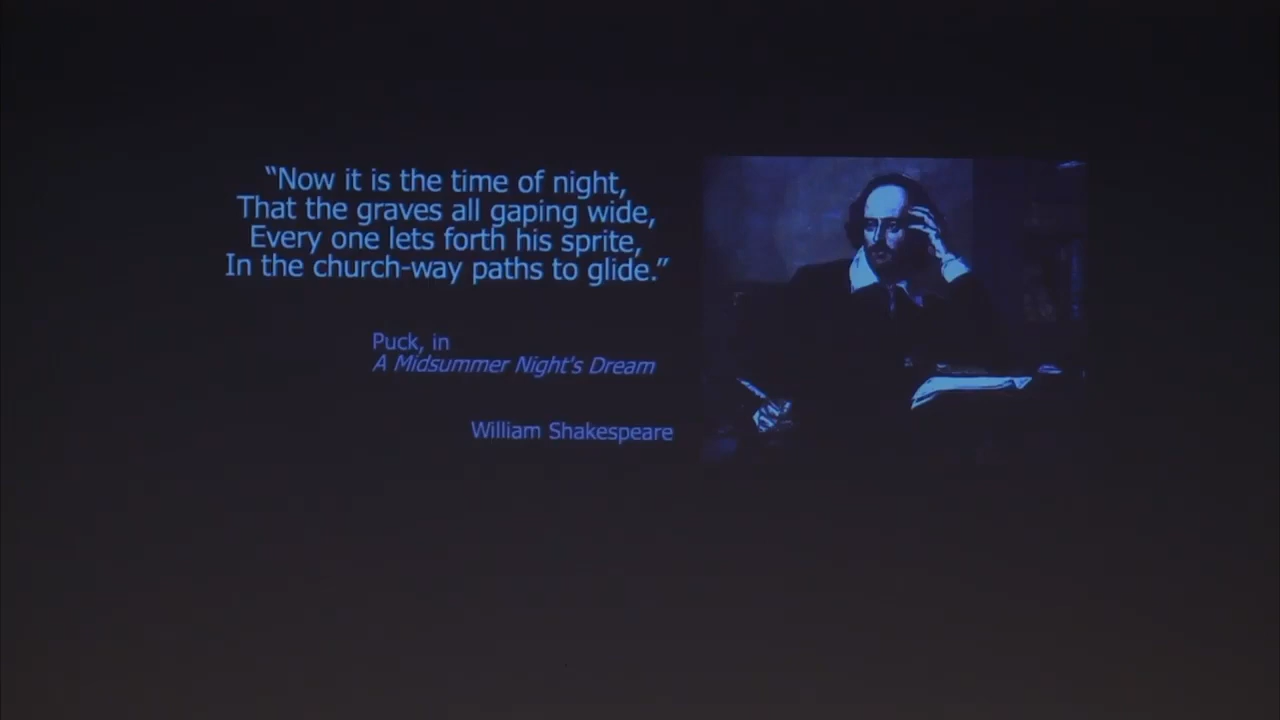 “Now it is the time of night,
That the graves all gaping wide,
Every one lets forth his sprite,
In the church-way paths to glide.”
Puck, in
A Midsummer Night's Dream
William Shakespeare